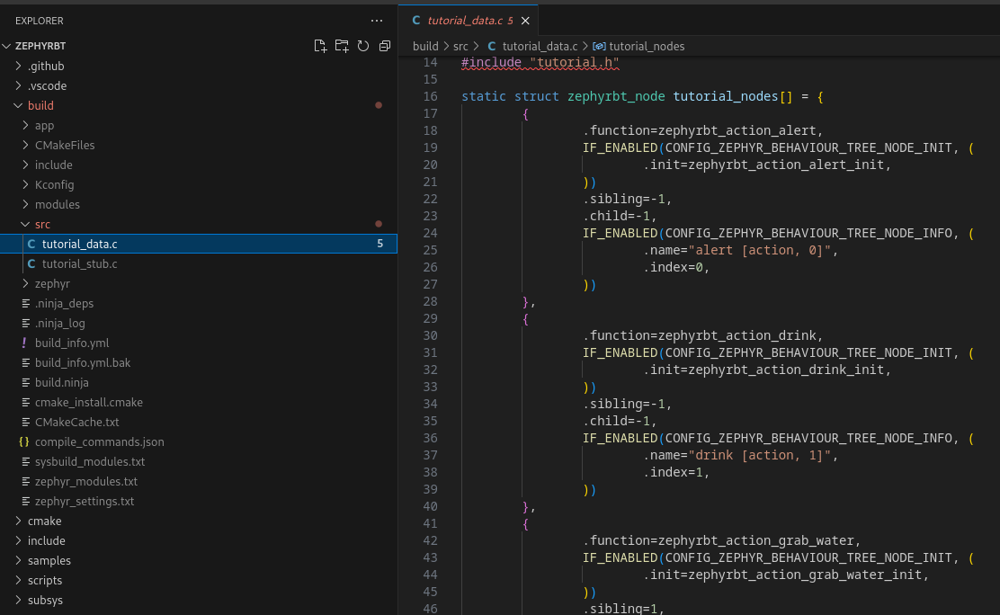 EXPLORER
ZEPHYRBT
.github
.vscode
build
app
CMakeFiles
include
Kconfig
modules
src
C tutorial_data.c 5
C tutorial_stub.c
zephyr
.ninja_deps
.ninja_log
! build_info.yml
build_info.yml.bak
build.ninja
cmake_install.cmake
CMakeCache.txt
{} compile_commands.json
sysbuild_modules.txt
zephyr_modules.txt
zephyr_settings.txt
cmake
include
samples
scripts
subsys
C tutorial_data.c 5
build > src > C tutorial_data.c > tutorial_nodes
14 #include "tutorial.h"
15
16 static struct zephyrbt_node tutorial_nodes[] = {
17 {
18 .function=zephyrbt_action_alert,
19 IF_ENABLED(CONFIG_ZEPHYR_BEHAVIOUR_TREE_NODE_INIT, (
20 .init=zephyrbt_action_alert_init,
21 ))
22 .sibling=-1,
23 .child=-1,
24 IF_ENABLED(CONFIG_ZEPHYR_BEHAVIOUR_TREE_NODE_INFO, (
25 .name="alert [action, 0]",
26 .index=0,
27 ))
28 },
29 {
30 .function=zephyrbt_action_drink,
31 IF_ENABLED(CONFIG_ZEPHYR_BEHAVIOUR_TREE_NODE_INIT, (
32 .init=zephyrbt_action_drink_init,
33 ))
34 .sibling=-1,
35 .child=-1,
36 IF_ENABLED(CONFIG_ZEPHYR_BEHAVIOUR_TREE_NODE_INFO, (
37 .name="drink [action, 1]",
38 .index=1,
39 ))
40 },
41 {
42 .function=zephyrbt_action_grab_water,
43 IF_ENABLED(CONFIG_ZEPHYR_BEHAVIOUR_TREE_NODE_INIT, (
44 .init=zephyrbt_action_grab_water_init,
45 ))
46 .sibling=1,